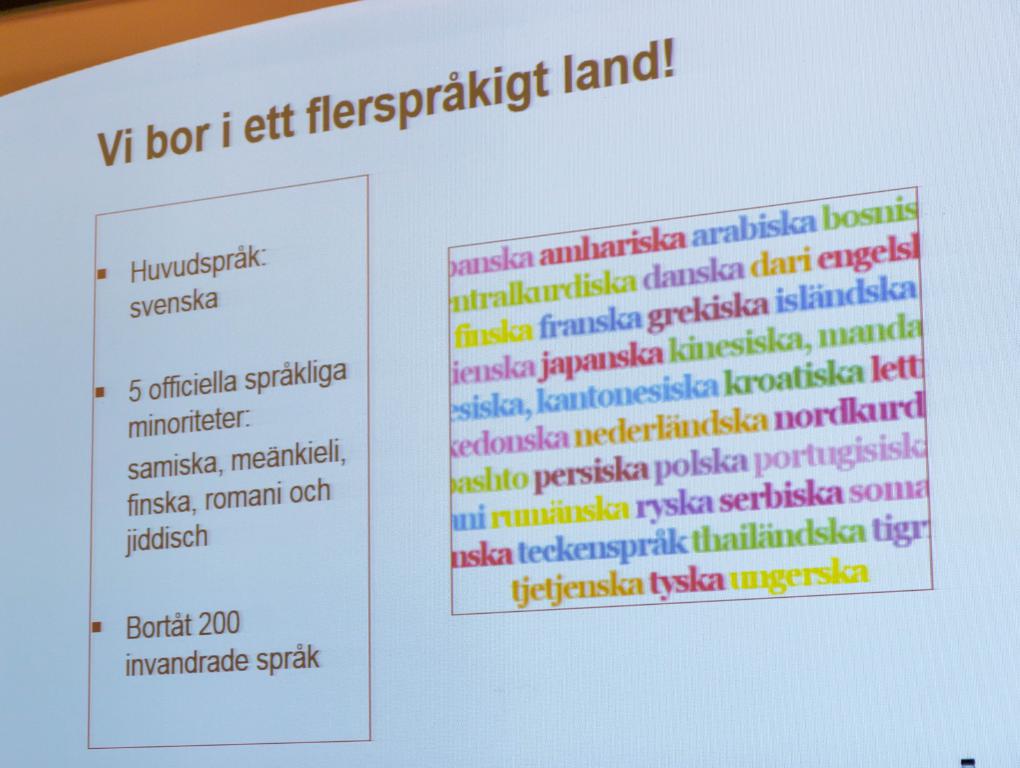 Vi bor i ett flerspråkigt land!
Huvudspråk:
svenska
5 officiella språkliga
minoriteter:
samiska, meänkieli,
finska, romani och
jiddisch
Bortåt 200
invandrade språk
banska amhariska arabiska bosnis
ntralkurdiska danska dari engelsk
finska franska grekiska isländska
ienska japanska kinesiska, manda
esiska, kantonesiska kroatiska lett
kedonska nederländska nordkurd
pashto persiska polska portugisisk
ani rumänska ryska serbiska soma
nska teckenspråk thailändska tigr
tjetjenska tyska ungerska